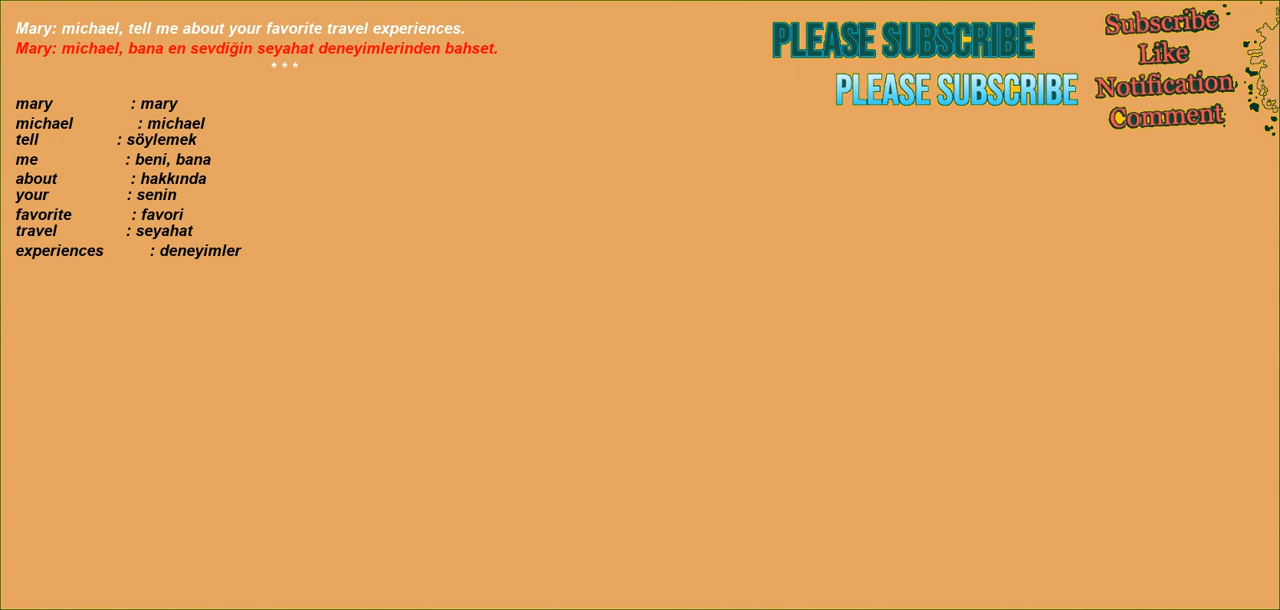 Mary: michael, tell me about your favorite travel experiences.
Mary: michael, bana en sevdiğin seyahat deneyimlerinden bahset.
* * *
mary : mary
michael : michael
tell : söylemek
me : beni, bana
about : hakkında
your : senin
favorite : favori
travel : seyahat
experiences : deneyimler
PLEASE SUBSCRIBE
PLEASE SUBSCRIBE
Subscribe
Like
Notification
Comment